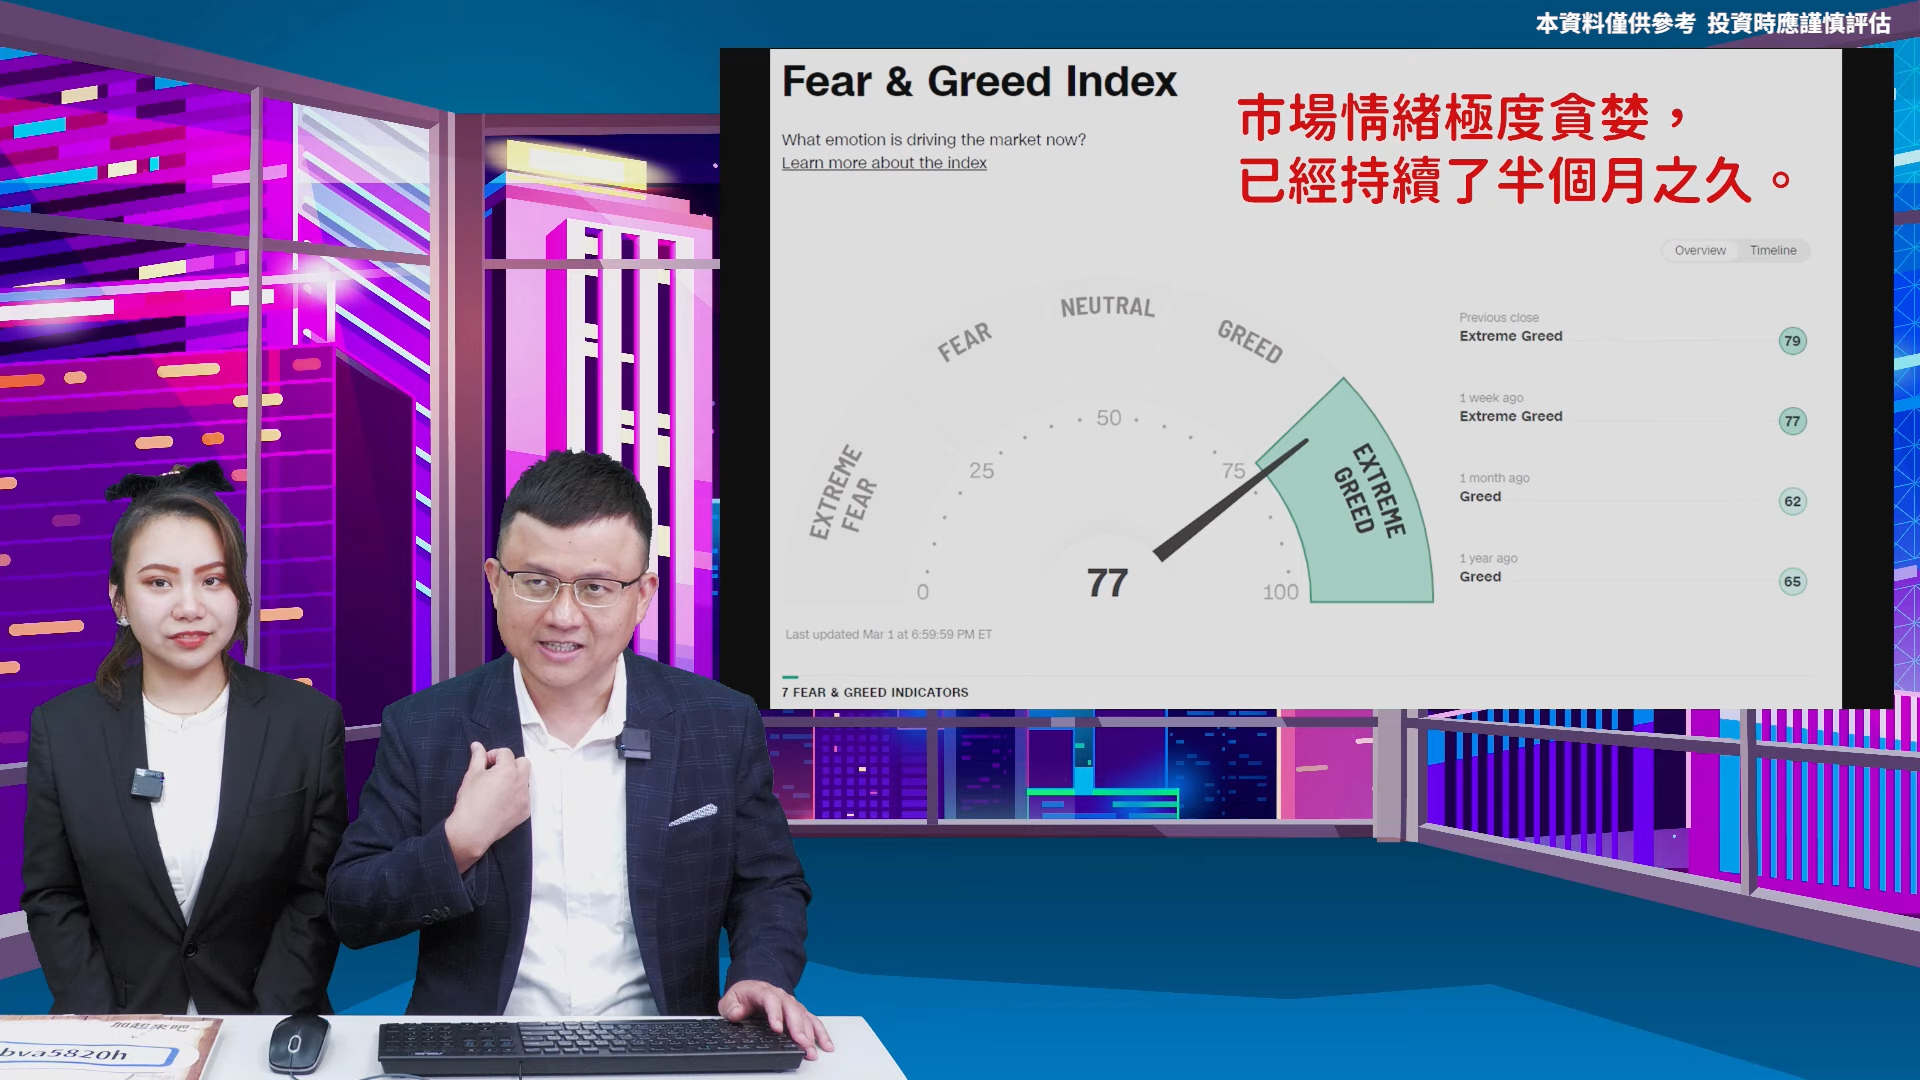 本資料僅供參考 投資時應謹慎評估
Fear & Greed Index
市場情緒極度貪婪，
已經持續了半個月之久。
What emotion is driving the market now?
Learn more about the index
Overview
Timeline
EXTREME FEAR
FEAR
NEUTRAL
GREED
EXTREME GREED
0
25
50
75
100
77
Previous close
Extreme Greed
79
1 week ago
Extreme Greed
77
1 month ago
Greed
62
1 year ago
Greed
65
Last updated Mar 1 at 6:59:59 PM ET
7 FEAR & GREED INDICATORS
加起來吧
bva5820h